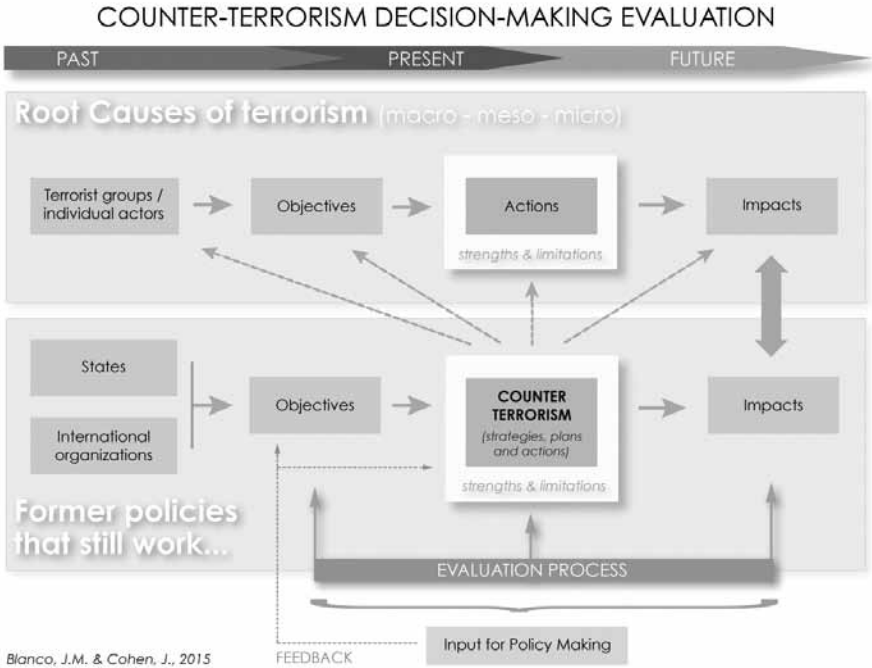 COUNTER-TERRORISM DECISION-MAKING EVALUATION
PAST
PRESENT
FUTURE
Root Causes of terrorism (macro - meso - micro)
Terrorist groups /
individual actors
Objectives
Actions
Impacts
strengths & limitations
States
International
organizations
Objectives
COUNTER
TERRORISM
(strategies, plans
and actions)
Impacts
strengths & limitations
Former policies
that still work...
EVALUATION PROCESS
Input for Policy Making
FEEDBACK
Blanco, J.M. & Cohen, J., 2015